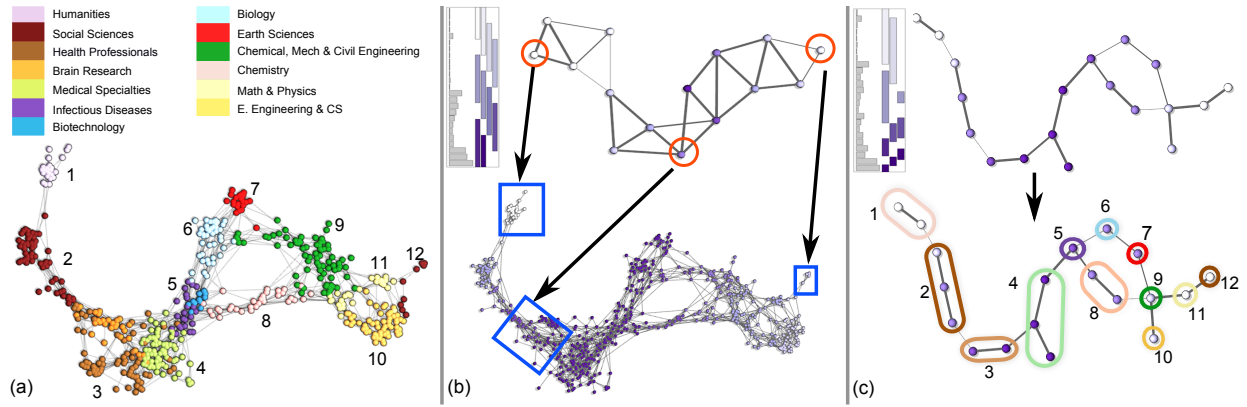 Humanities
Social Sciences
Health Professionals
Brain Research
Medical Specialties
Infectious Diseases
Biotechnology
Biology
Earth Sciences
Chemical, Mech & Civil Engineering
Chemistry
Math & Physics
E. Engineering & CS
1
2
3
4
5
6
7
8
9
10
11
12
(a)
(b)
1
2
3
4
5
6
7
8
9
10
11
12
(c)